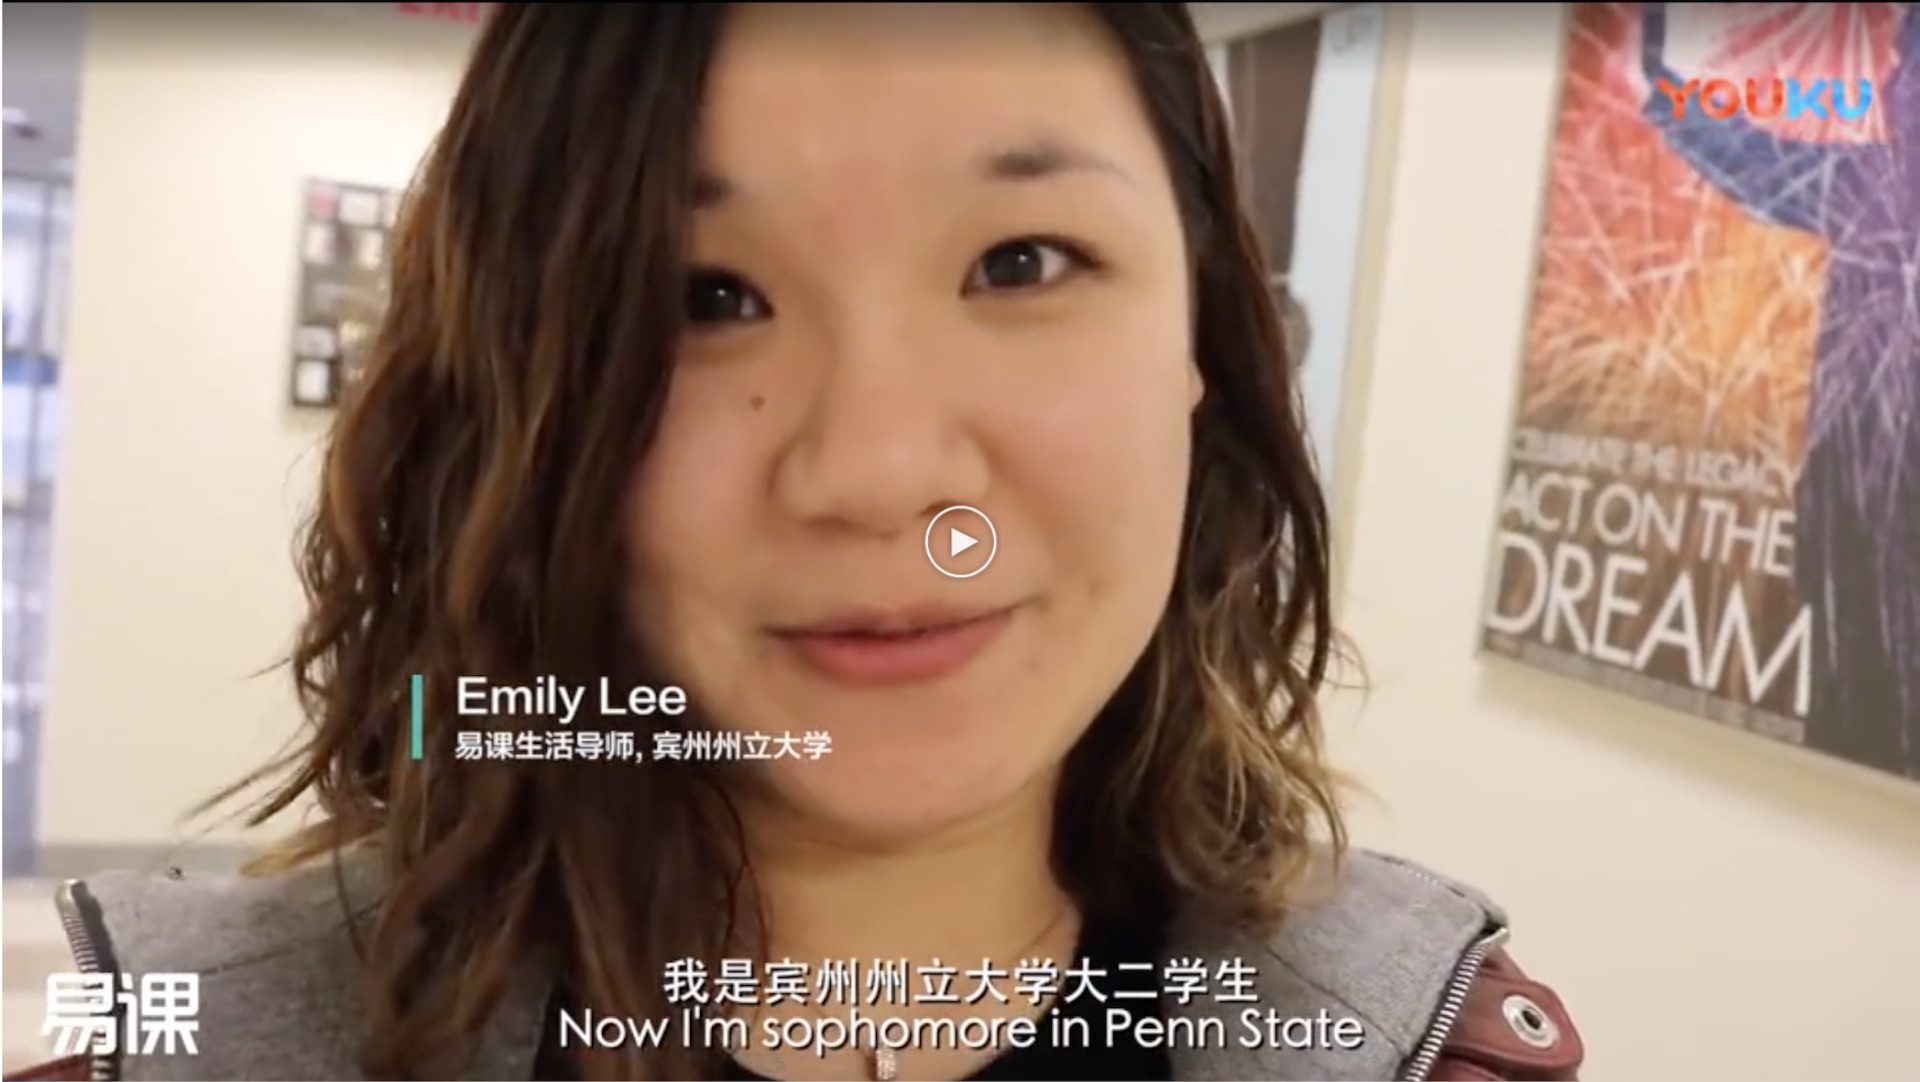 EXIT
YOUKU
CELEBRATE THE LEGACY
ACT ON THE
DREAM
Emily Lee
易课生活导师, 宾州州立大学
我是宾州州立大学大二学生
Now I'm sophomore in Penn State
易课